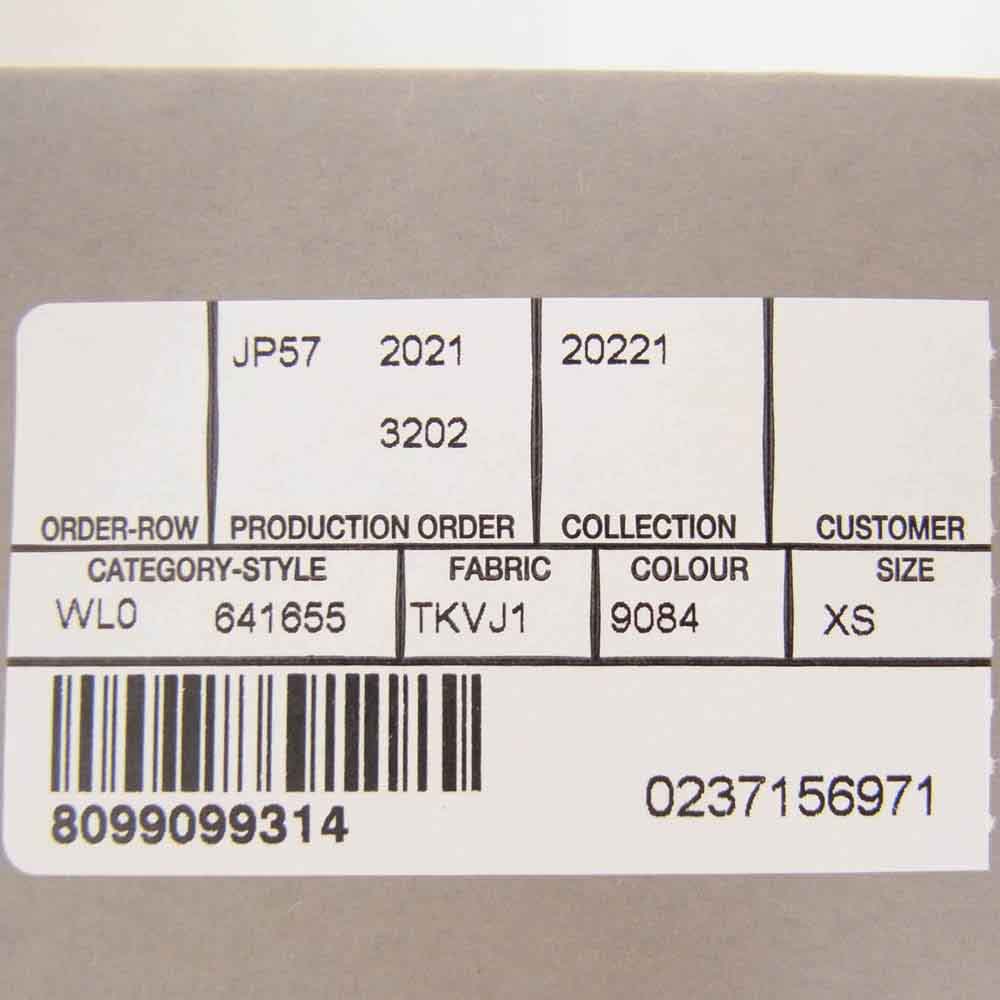 JP57 2021 20221
3202
ORDER-ROW PRODUCTION ORDER COLLECTION CUSTOMER
CATEGORY-STYLE FABRIC COLOUR SIZE
WL0 641655 TKVJ1 9084 XS
8099099314 0237156971